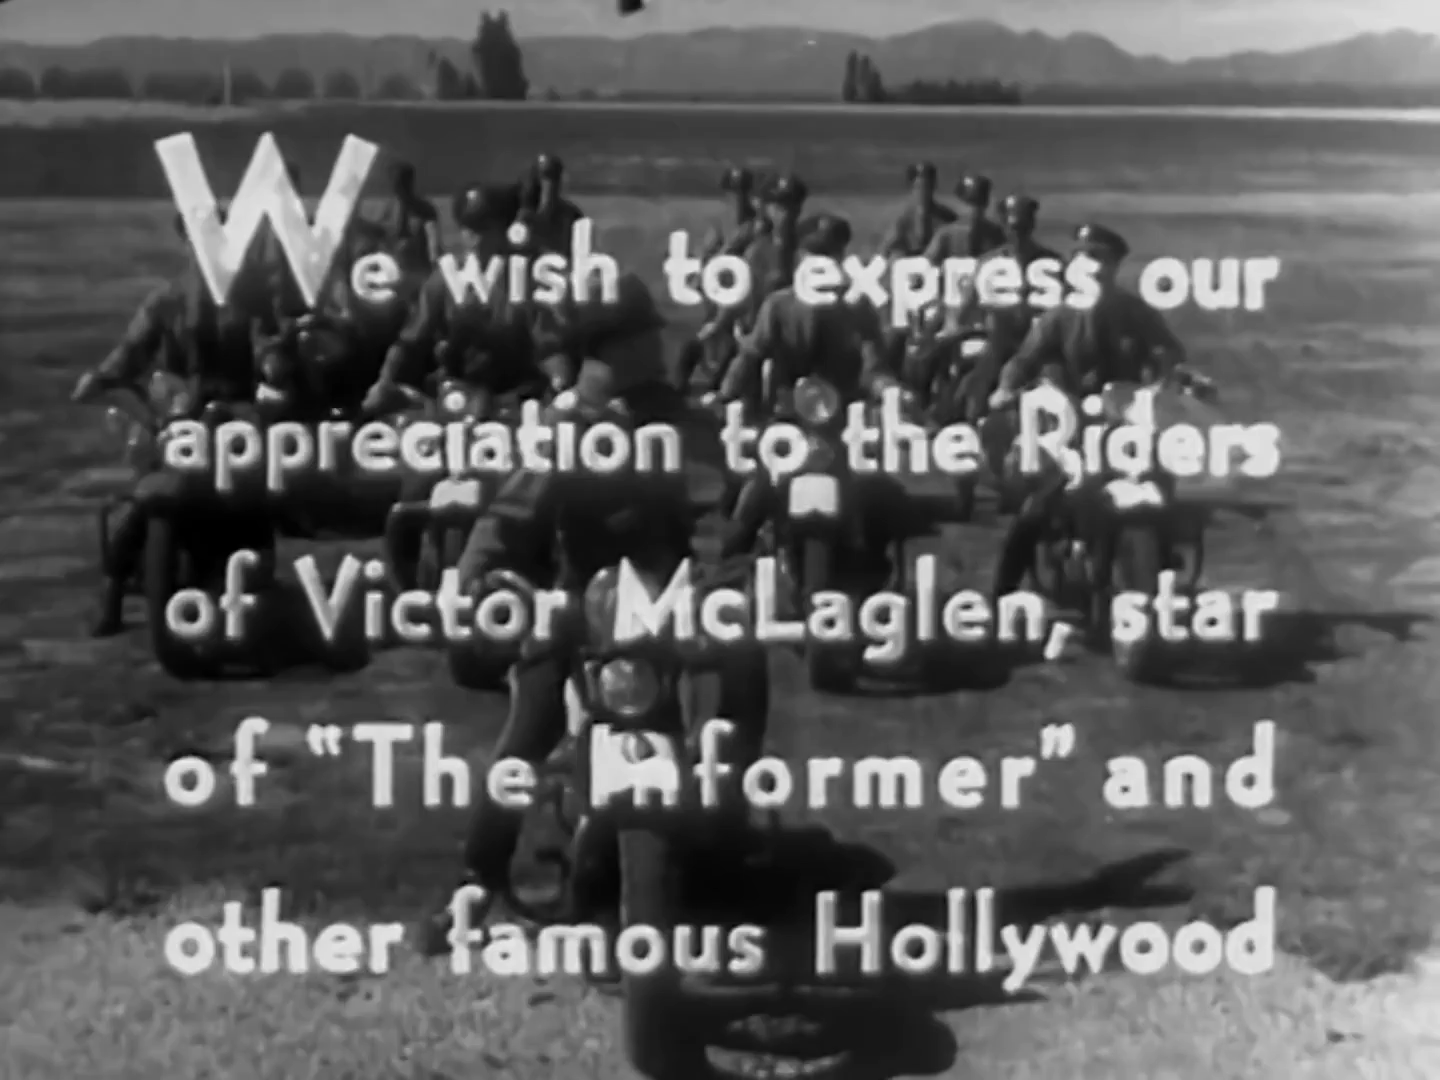 We wish to express our
appreciation to the Riders
of Victor McLaglen, star
of "The Informer" and
other famous Hollywood